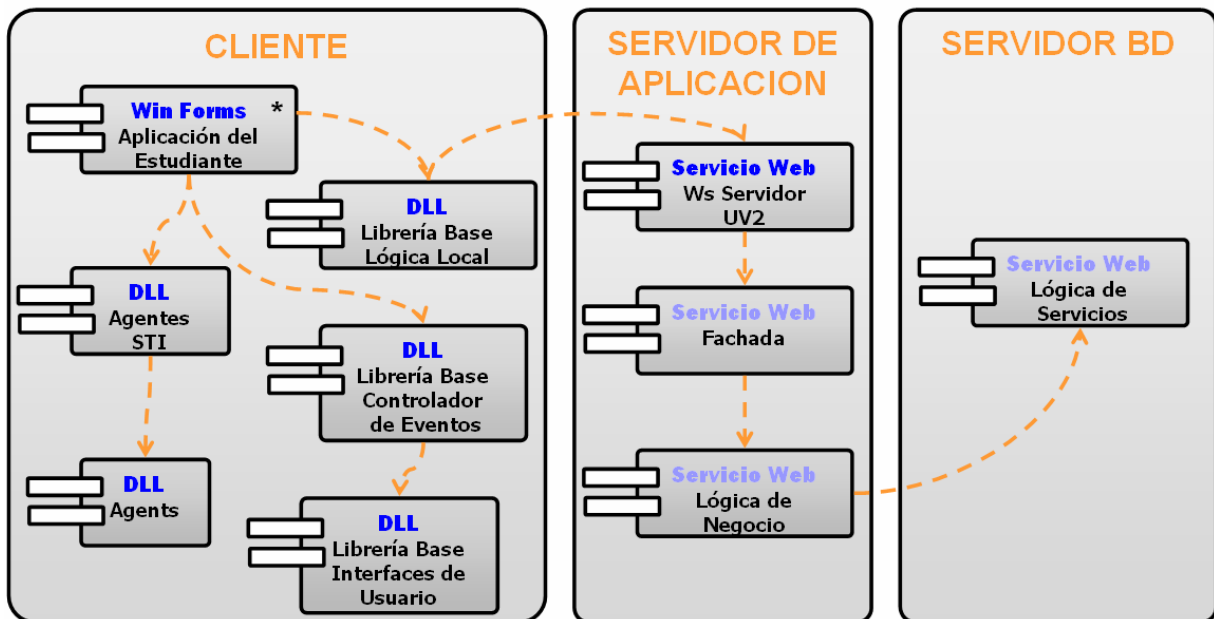 CLIENTE
Win Forms *
Aplicación del
Estudiante
DLL
Librería Base
Lógica Local
DLL
Agentes
STI
DLL
Librería Base
Controlador
de Eventos
DLL
Agents
DLL
Librería Base
Interfaces de
Usuario
SERVIDOR DE
APLICACION
Servicio Web
Ws Servidor
UV2
Servicio Web
Fachada
Servicio Web
Lógica de
Negocio
SERVIDOR BD
Servicio Web
Lógica de
Servicios